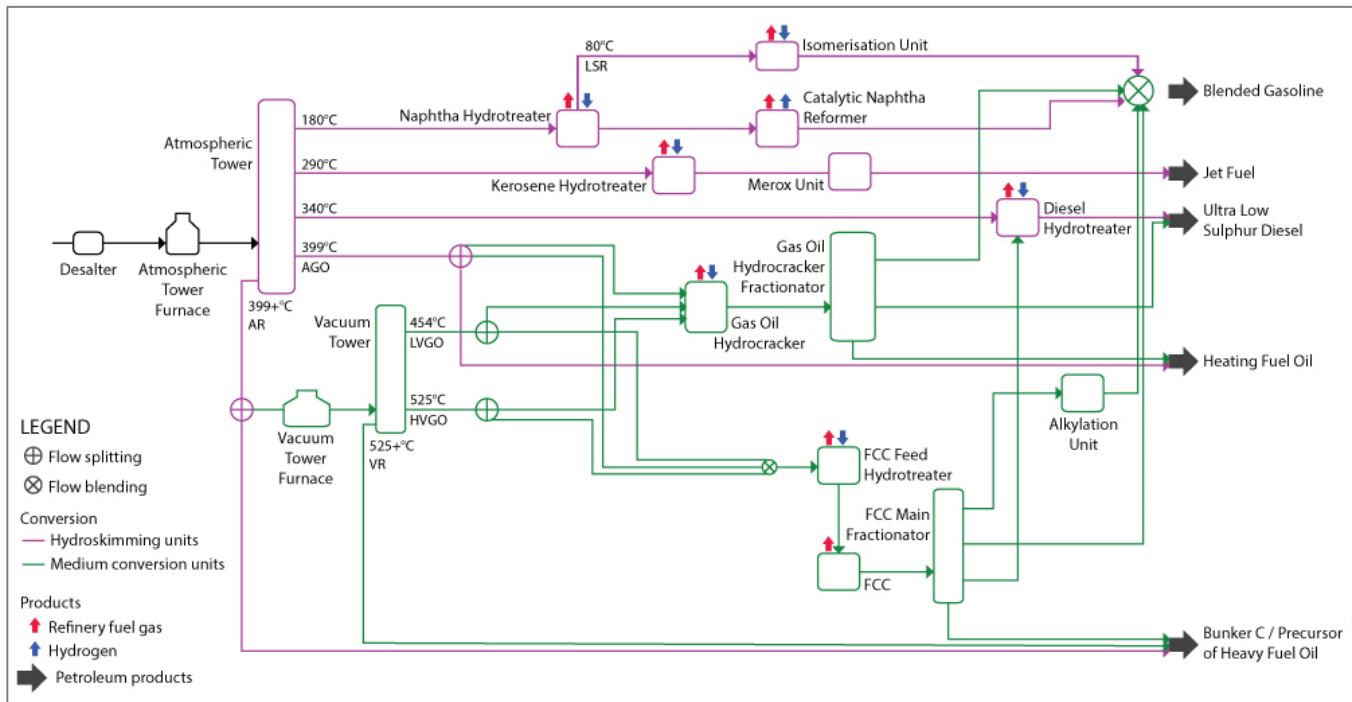 80°C
LSR
Isomerisation Unit
Blended Gasoline
Naphtha Hydrotreater
Catalytic Naphtha
Reformer
Atmospheric
Tower
180°C
290°C
Kerosene Hydrotreater
Merox Unit
Jet Fuel
340°C
Diesel
Hydrotreater
Ultra Low
Sulphur Diesel
399°C
AGO
Desalter
Atmospheric
Tower
Furnace
Gas Oil
Hydrocracker
Fractionator
399+°C
AR
Vacuum
Tower
454°C
LVGO
Gas Oil
Hydrocracker
Heating Fuel Oil
525°C
HVGO
Alkylation
Unit
Vacuum
Tower
Furnace
525+°C
VR
FCC Feed
Hydrotreater
FCC Main
Fractionator
FCC
Bunker C / Precursor
of Heavy Fuel Oil
LEGEND
Flow splitting
Flow blending
Conversion
Hydroskimming units
Medium conversion units
Products
Refinery fuel gas
Hydrogen
Petroleum products